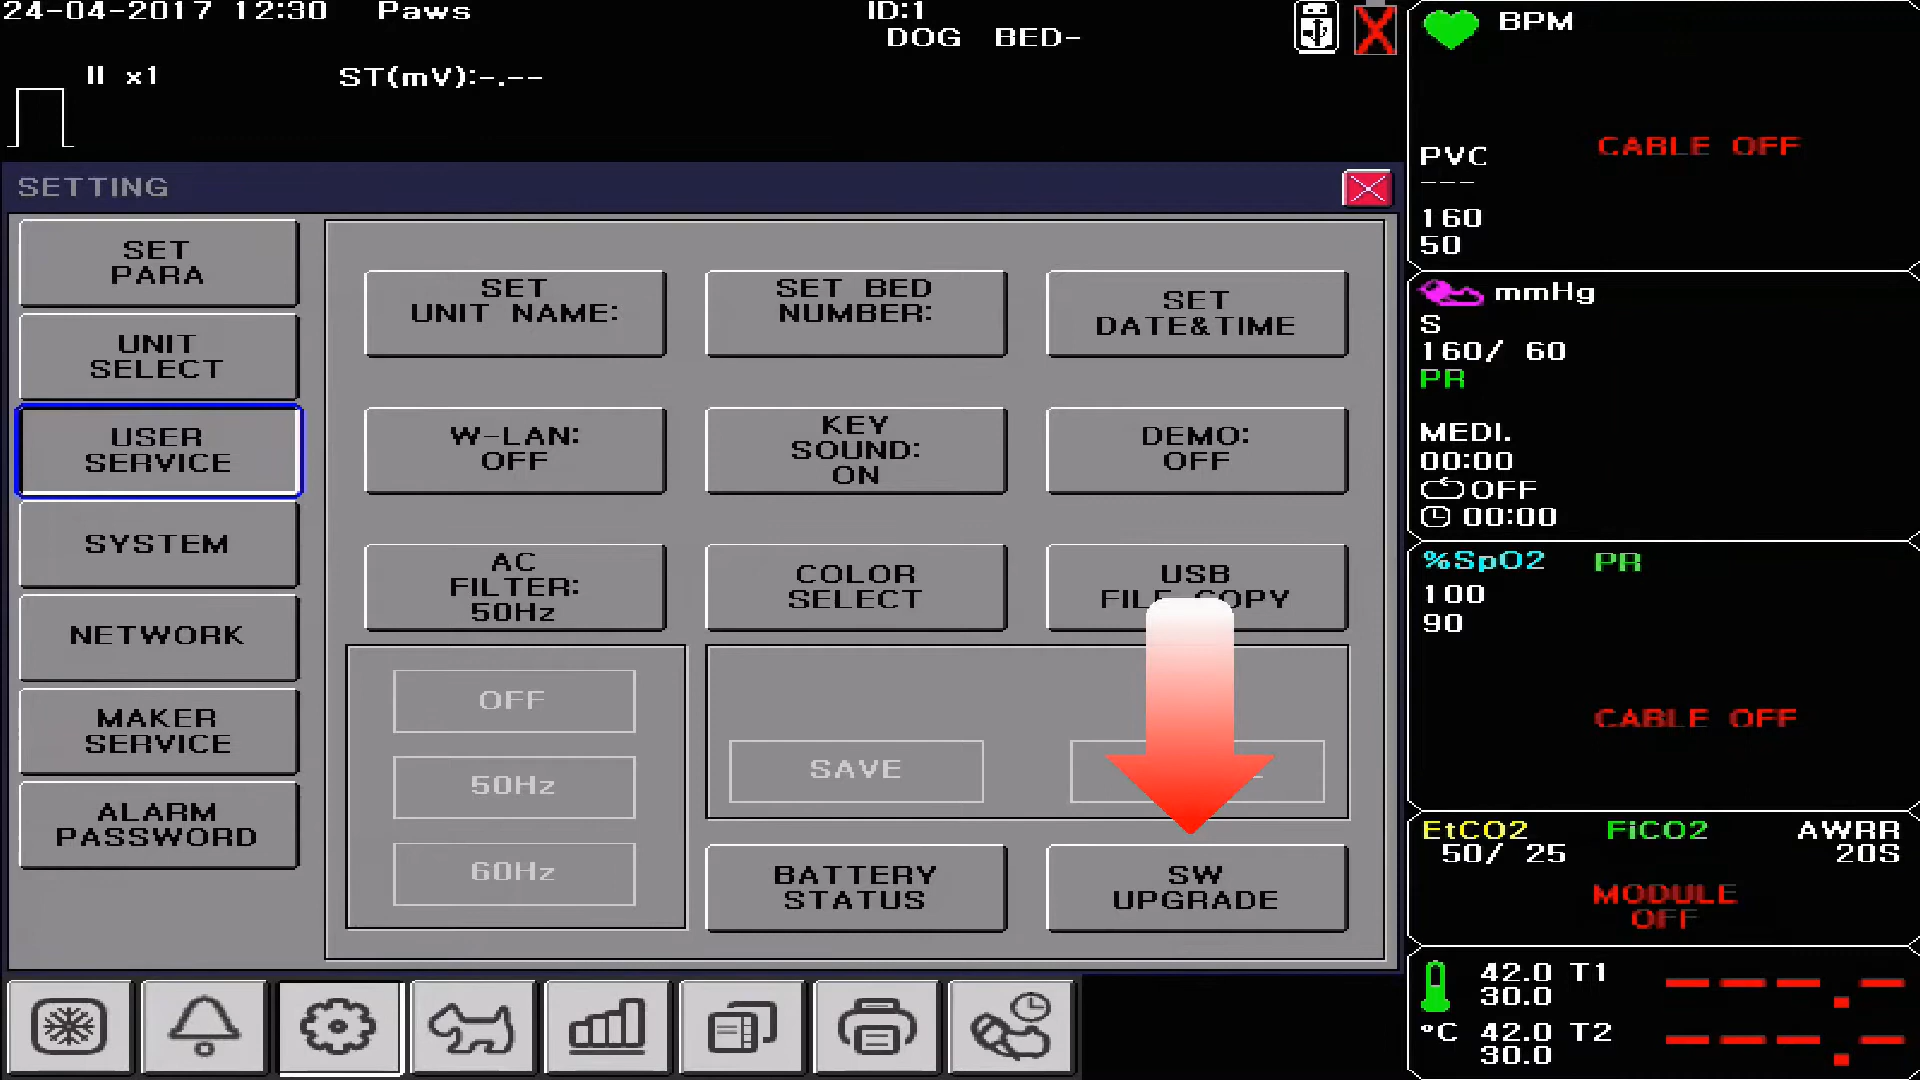 24-04-2017 12:30 Paws ID:1
DOG BED-
II x1 ST(mV):-.--
SETTING
SET
PARA
UNIT
SELECT
USER
SERVICE
SYSTEM
NETWORK
MAKER
SERVICE
ALARM
PASSWORD
SET
UNIT NAME:
SET BED
NUMBER:
SET
DATE&TIME
W-LAN:
OFF
KEY
SOUND:
ON
DEMO:
OFF
AC
FILTER:
50Hz
COLOR
SELECT
USB
FILE COPY
OFF
50Hz
60Hz
SAVE
BATTERY
STATUS
SW
UPGRADE
BPM
CABLE OFF
PVC
---
160
50
mmHg
S
160/ 60
PR
MEDI.
00:00
OFF
00:00
%SpO2 PR
100
90
CABLE OFF
EtCO2 FiCO2 AWRR
50/ 25 20S
MODULE
OFF
42.0 T1
30.0
---.-
°C 42.0 T2
30.0
---.-